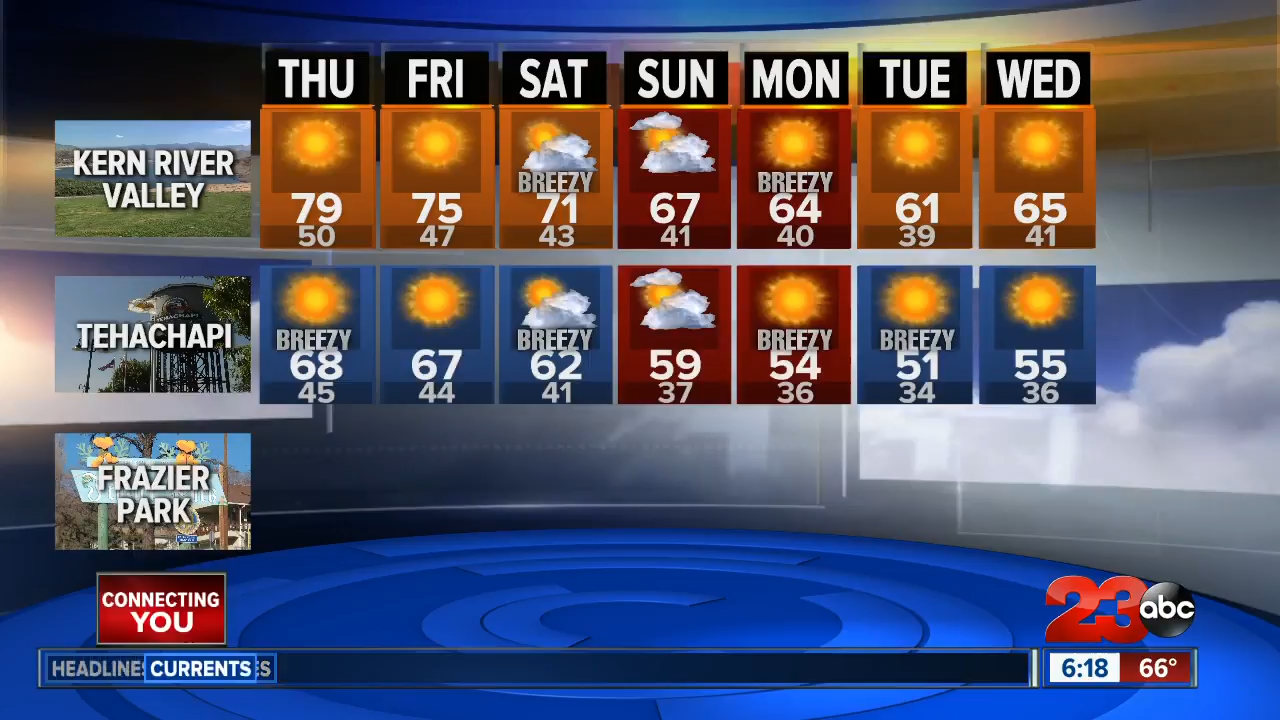 THU FRI SAT SUN MON TUE WED
KERN RIVER
VALLEY
BREEZY BREEZY
79 75 71 67 64 61 65
50 47 43 41 40 39 41
TEHACHAPI
BREEZY BREEZY BREEZY BREEZY
68 67 62 59 54 51 55
45 44 41 37 36 34 36
FRAZIER
PARK
CONNECTING
YOU
23 abc
HEADLINE CURRENTS ES
6:18 66°